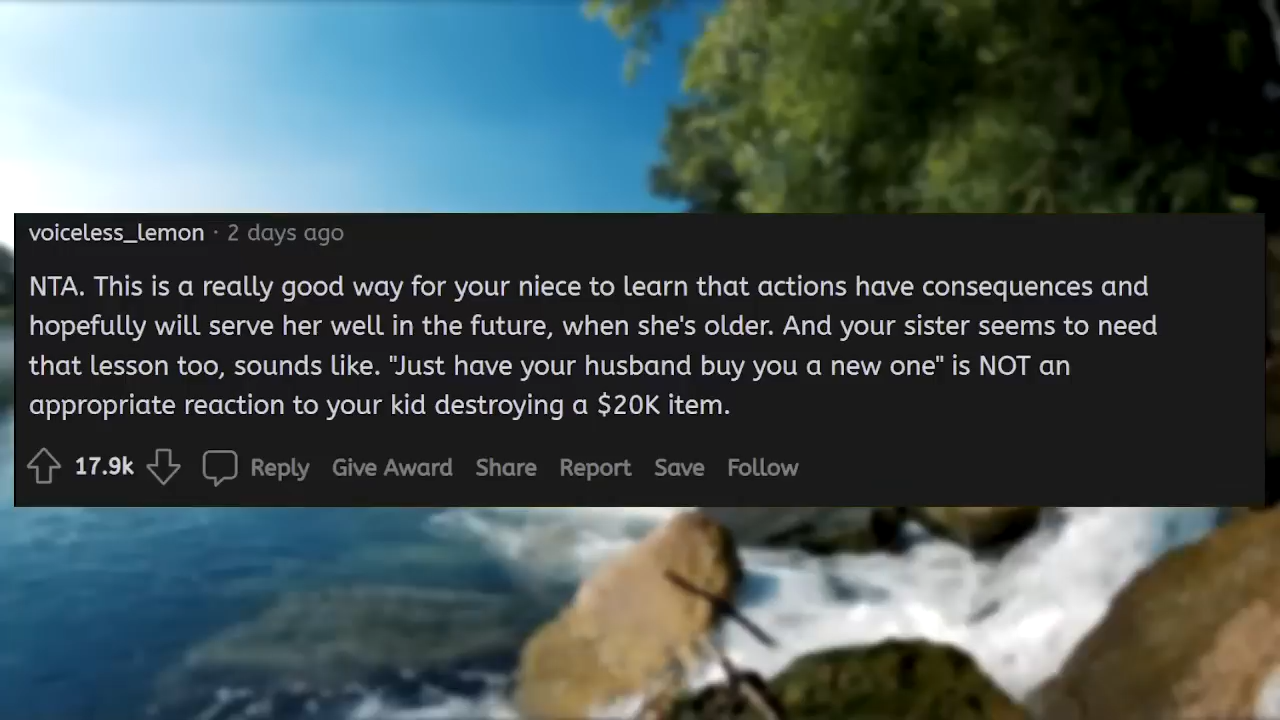 voiceless_lemon · 2 days ago
NTA. This is a really good way for your niece to learn that actions have consequences and
hopefully will serve her well in the future, when she's older. And your sister seems to need
that lesson too, sounds like. "Just have your husband buy you a new one" is NOT an
appropriate reaction to your kid destroying a $20K item.
17.9k Reply Give Award Share Report Save Follow